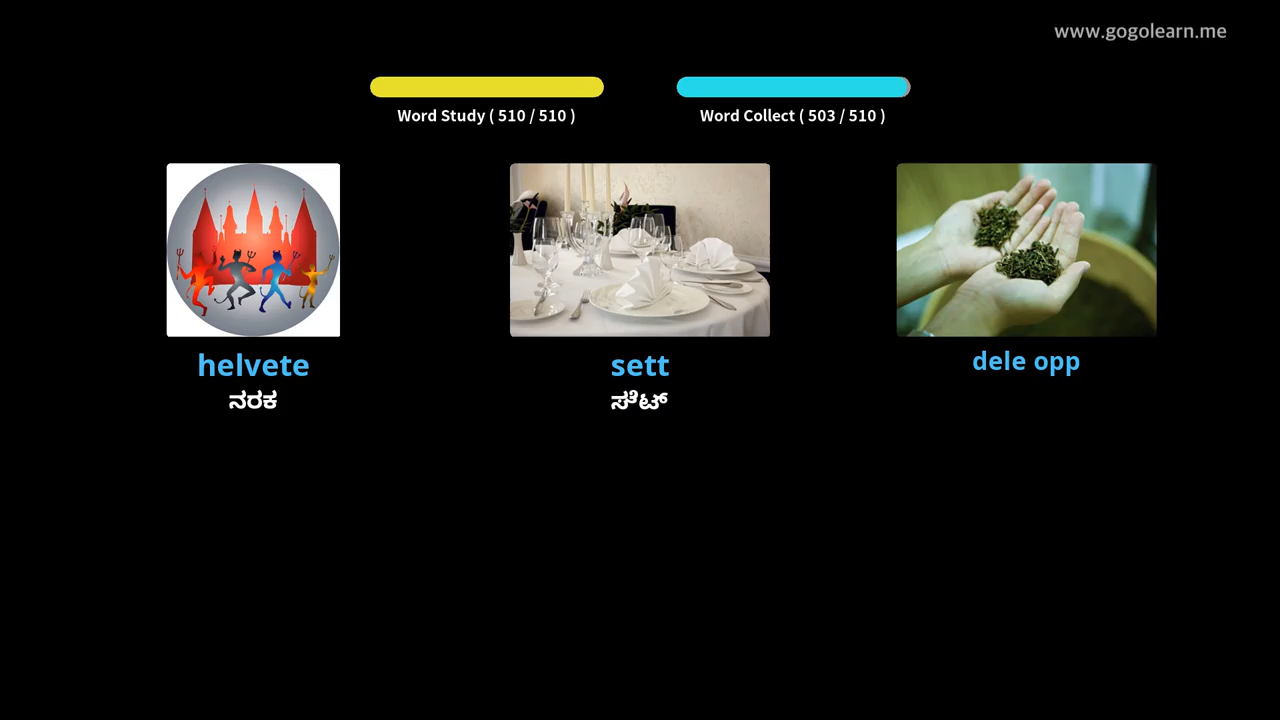 www.gogolearn.me
Word Study ( 510 / 510 )
Word Collect ( 503 / 510 )
helvete
ನರಕ
sett
ಸೆಟ್
dele opp